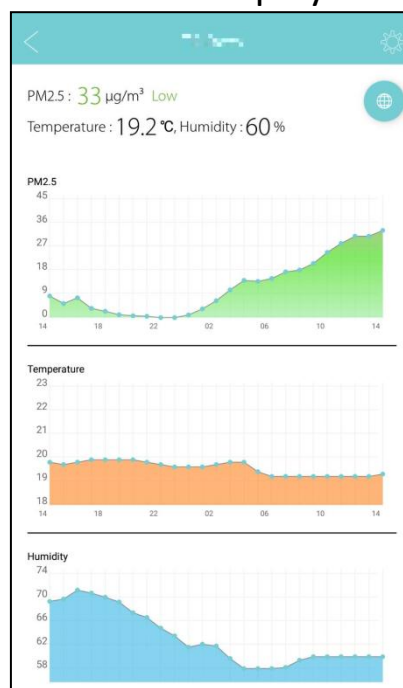 PM2.5 : 33 μg/m³ Low
Temperature : 19.2 ℃, Humidity : 60 %
PM2.5
45
36
27
18
9
0
14 18 22 02 06 10 14
Temperature
23
22
21
20
19
18
14 18 22 02 06 10 14
Humidity
74
70
66
62
58